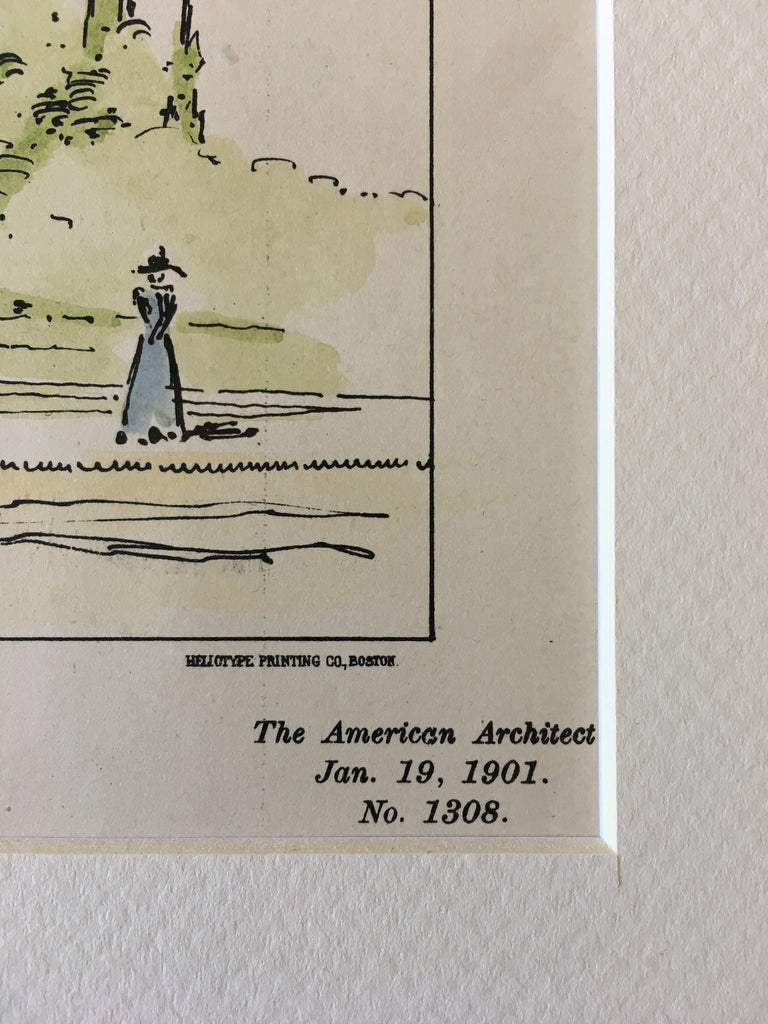 HELIOTYPE PRINTING CO., BOSTON.
The American Architect
Jan. 19, 1901.
No. 1308.